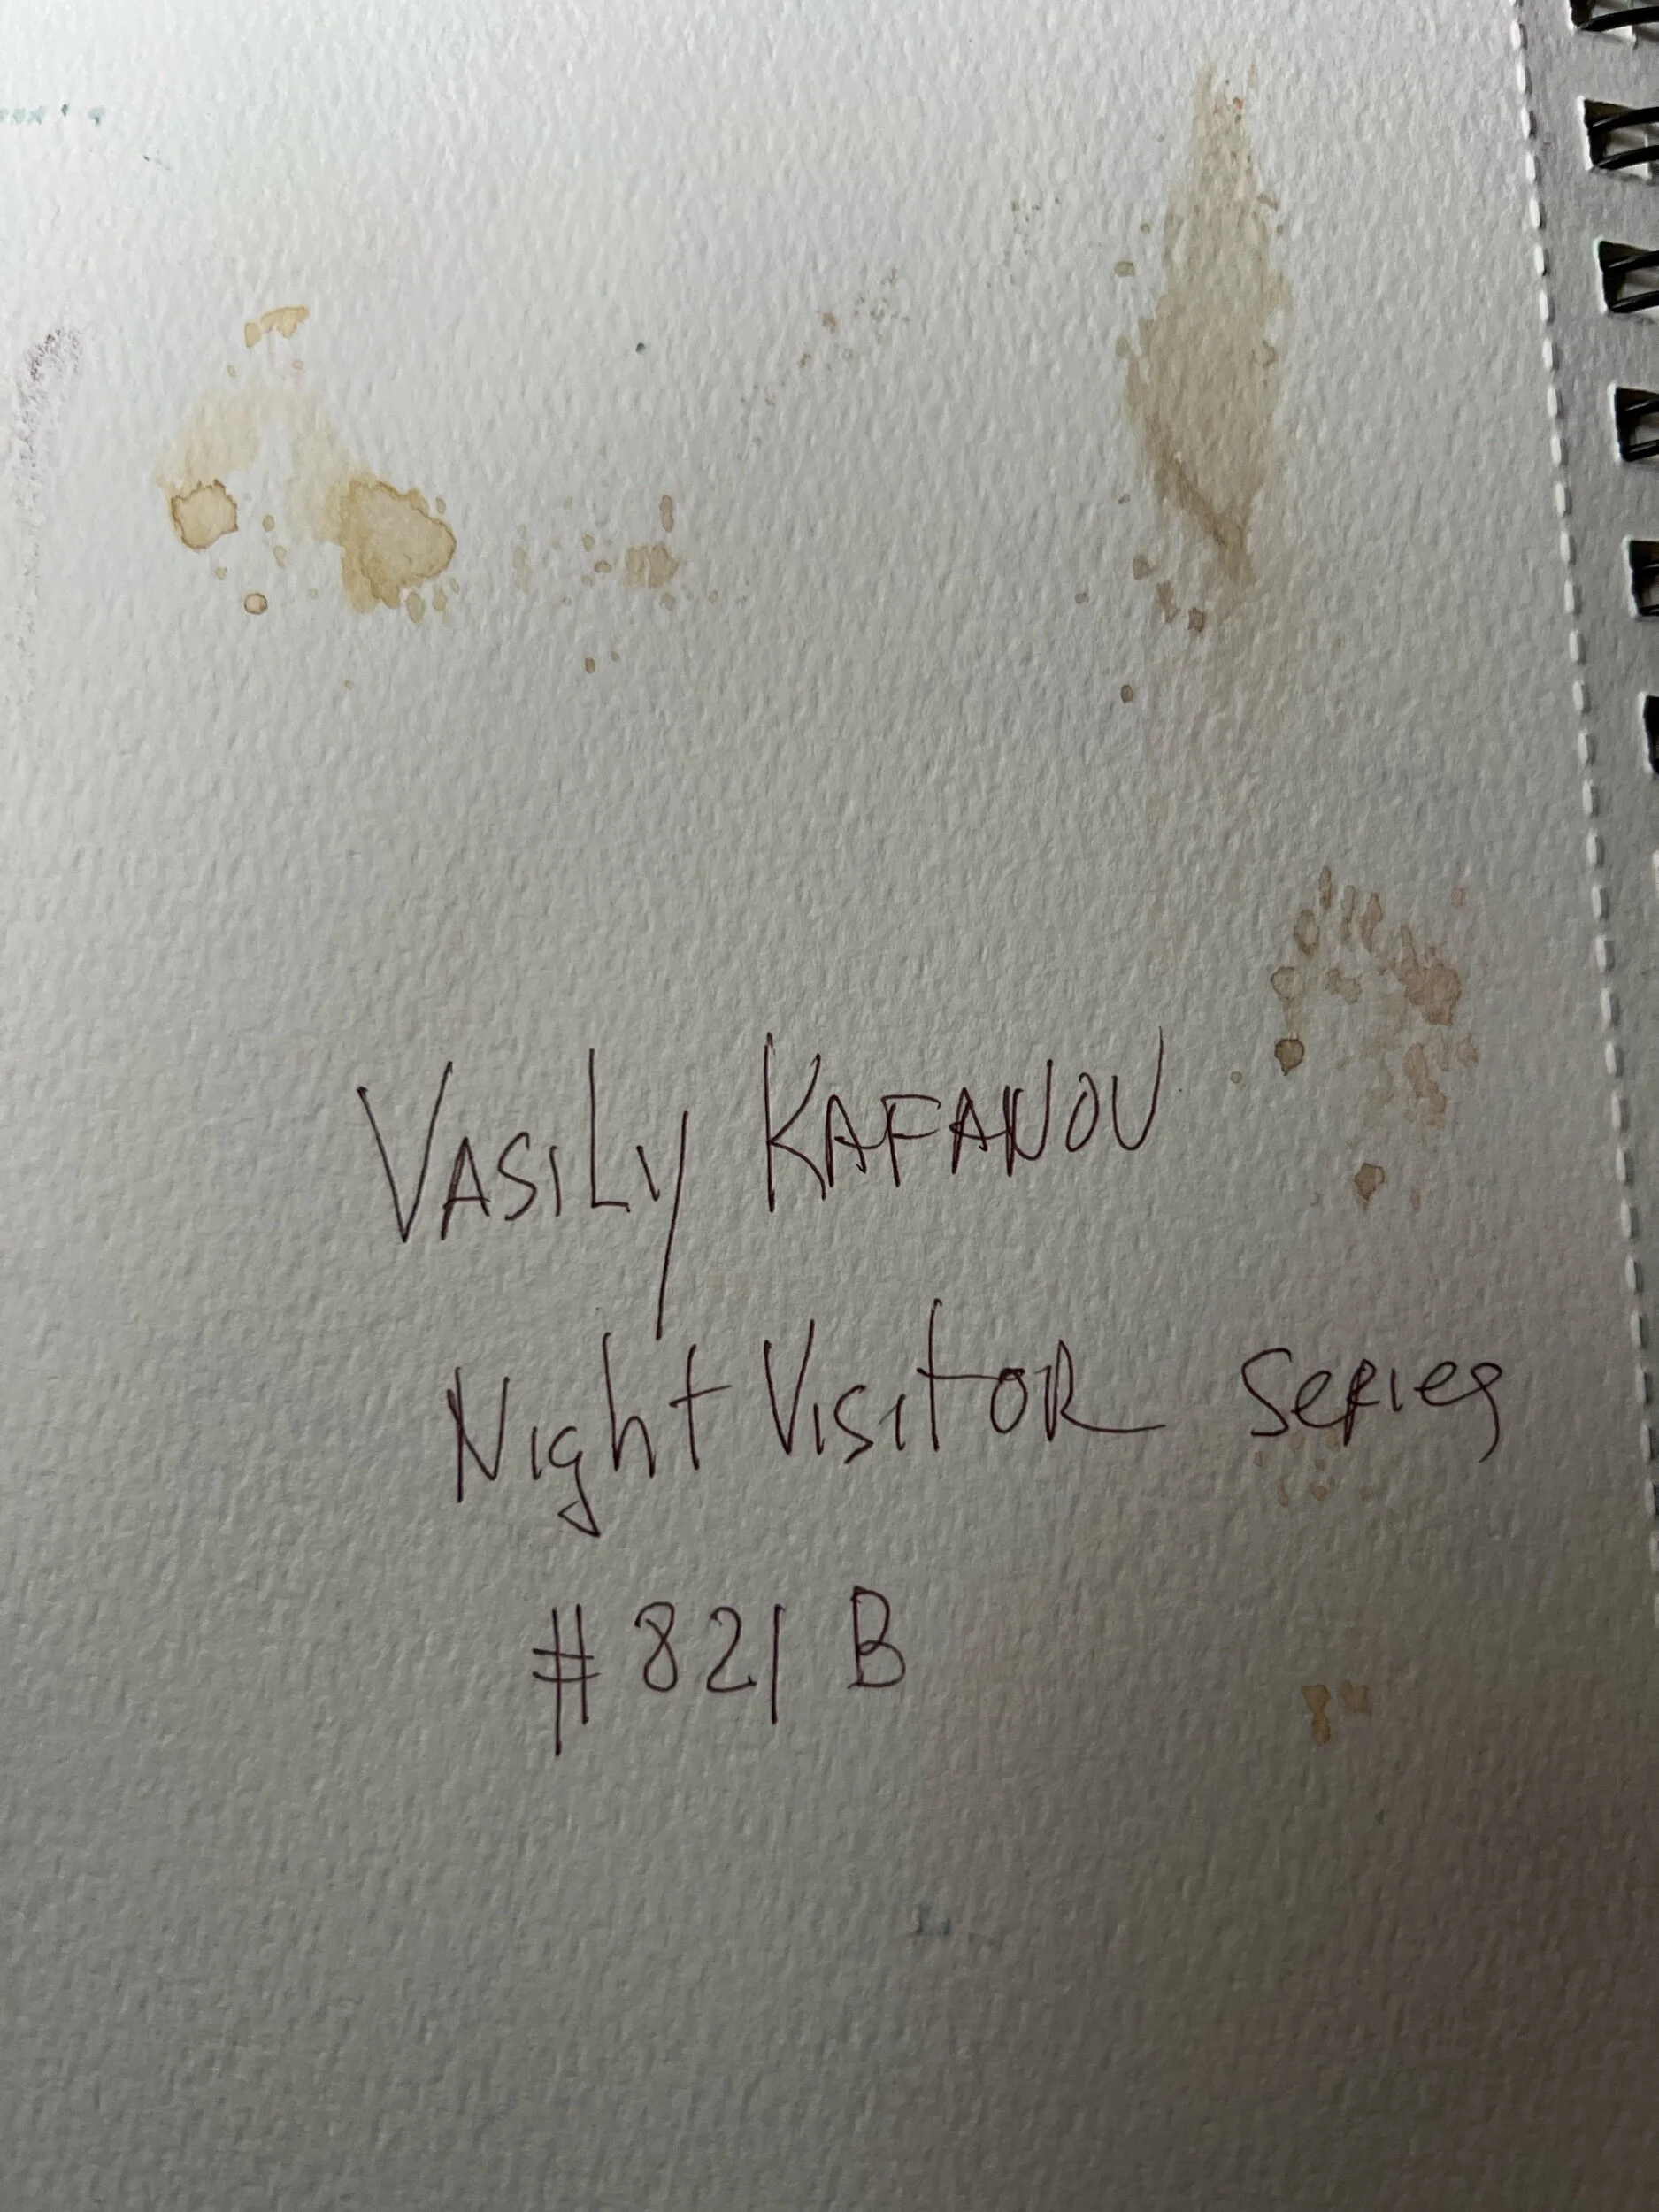 VASILY KAFANOV
Night Visitor Series
# 821 B